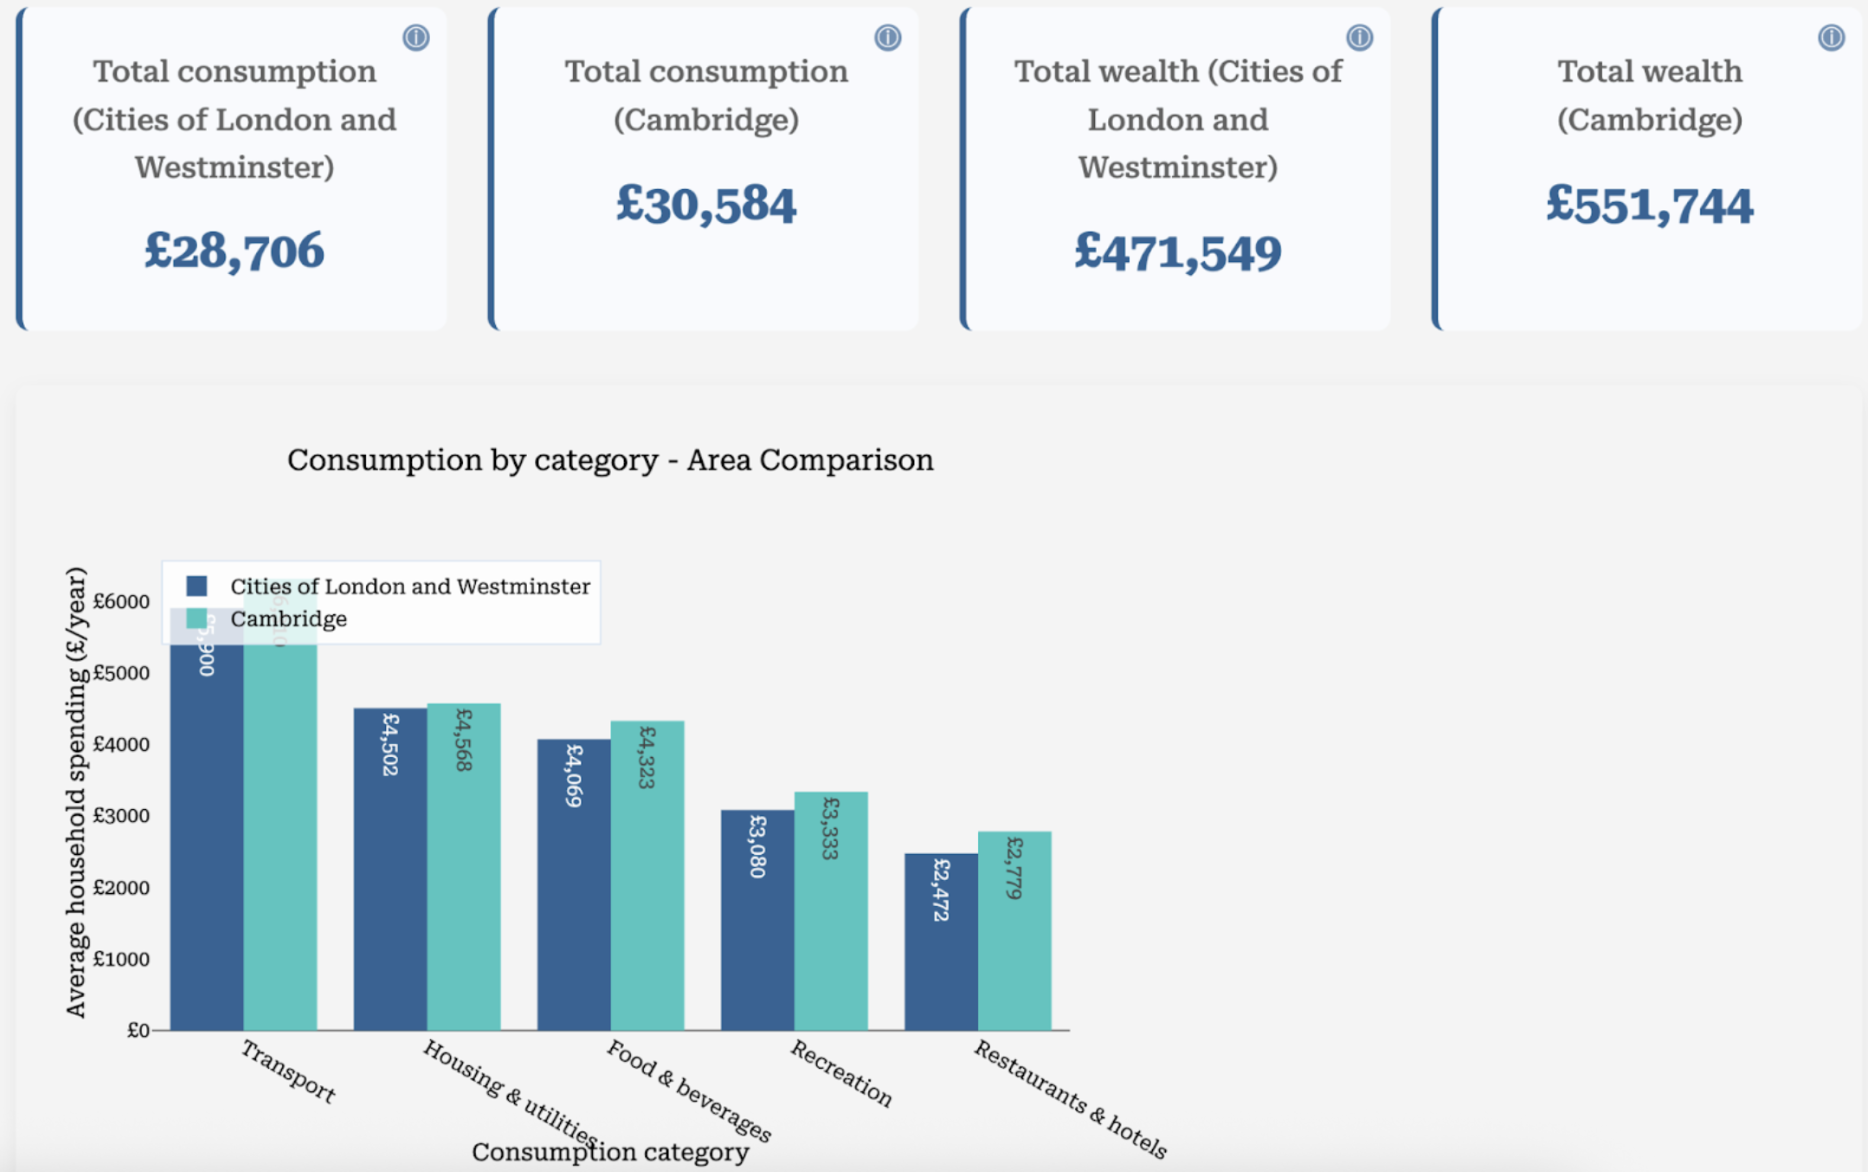 Total consumption
(Cities of London and
Westminster)
£28,706
Total consumption
(Cambridge)
£30,584
Total wealth (Cities of
London and
Westminster)
£471,549
Total wealth
(Cambridge)
£551,744
Consumption by category - Area Comparison
Cities of London and Westminster
Cambridge
Average household spending (£/year)
£6000
£5000
£4000
£3000
£2000
£1000
£0
£5,900
£4,502
£4,568
£4,069
£4,323
£3,080
£3,333
£2,472
£2,779
Transport
Housing & utilities
Food & beverages
Recreation
Restaurants & hotels
Consumption category